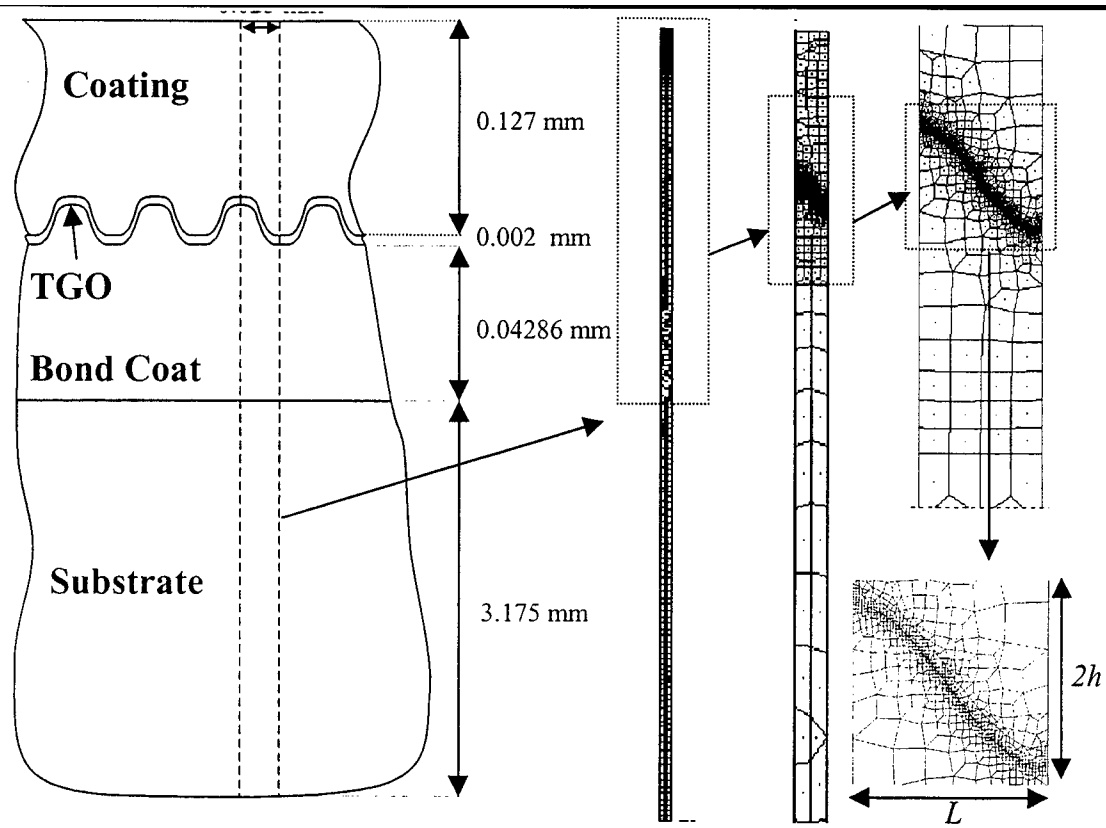 Coating
0.127 mm
0.002 mm
TGO
0.04286 mm
Bond Coat
Substrate
3.175 mm
2h
L